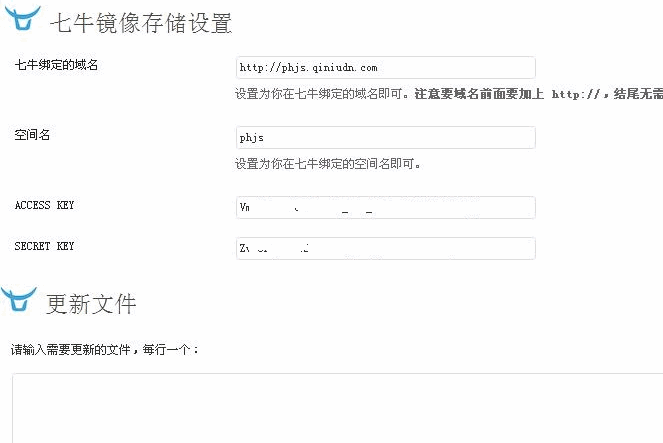 七牛镜像存储设置
七牛绑定的域名
http://phjs.qiniudn.com
设置为你在七牛绑定的域名即可。注意要域名前面要加上 http://，结尾无需
空间名
phjs
设置为你在七牛绑定的空间名即可。
ACCESS KEY
SECRET KEY
更新文件
请输入需要更新的文件，每行一个：